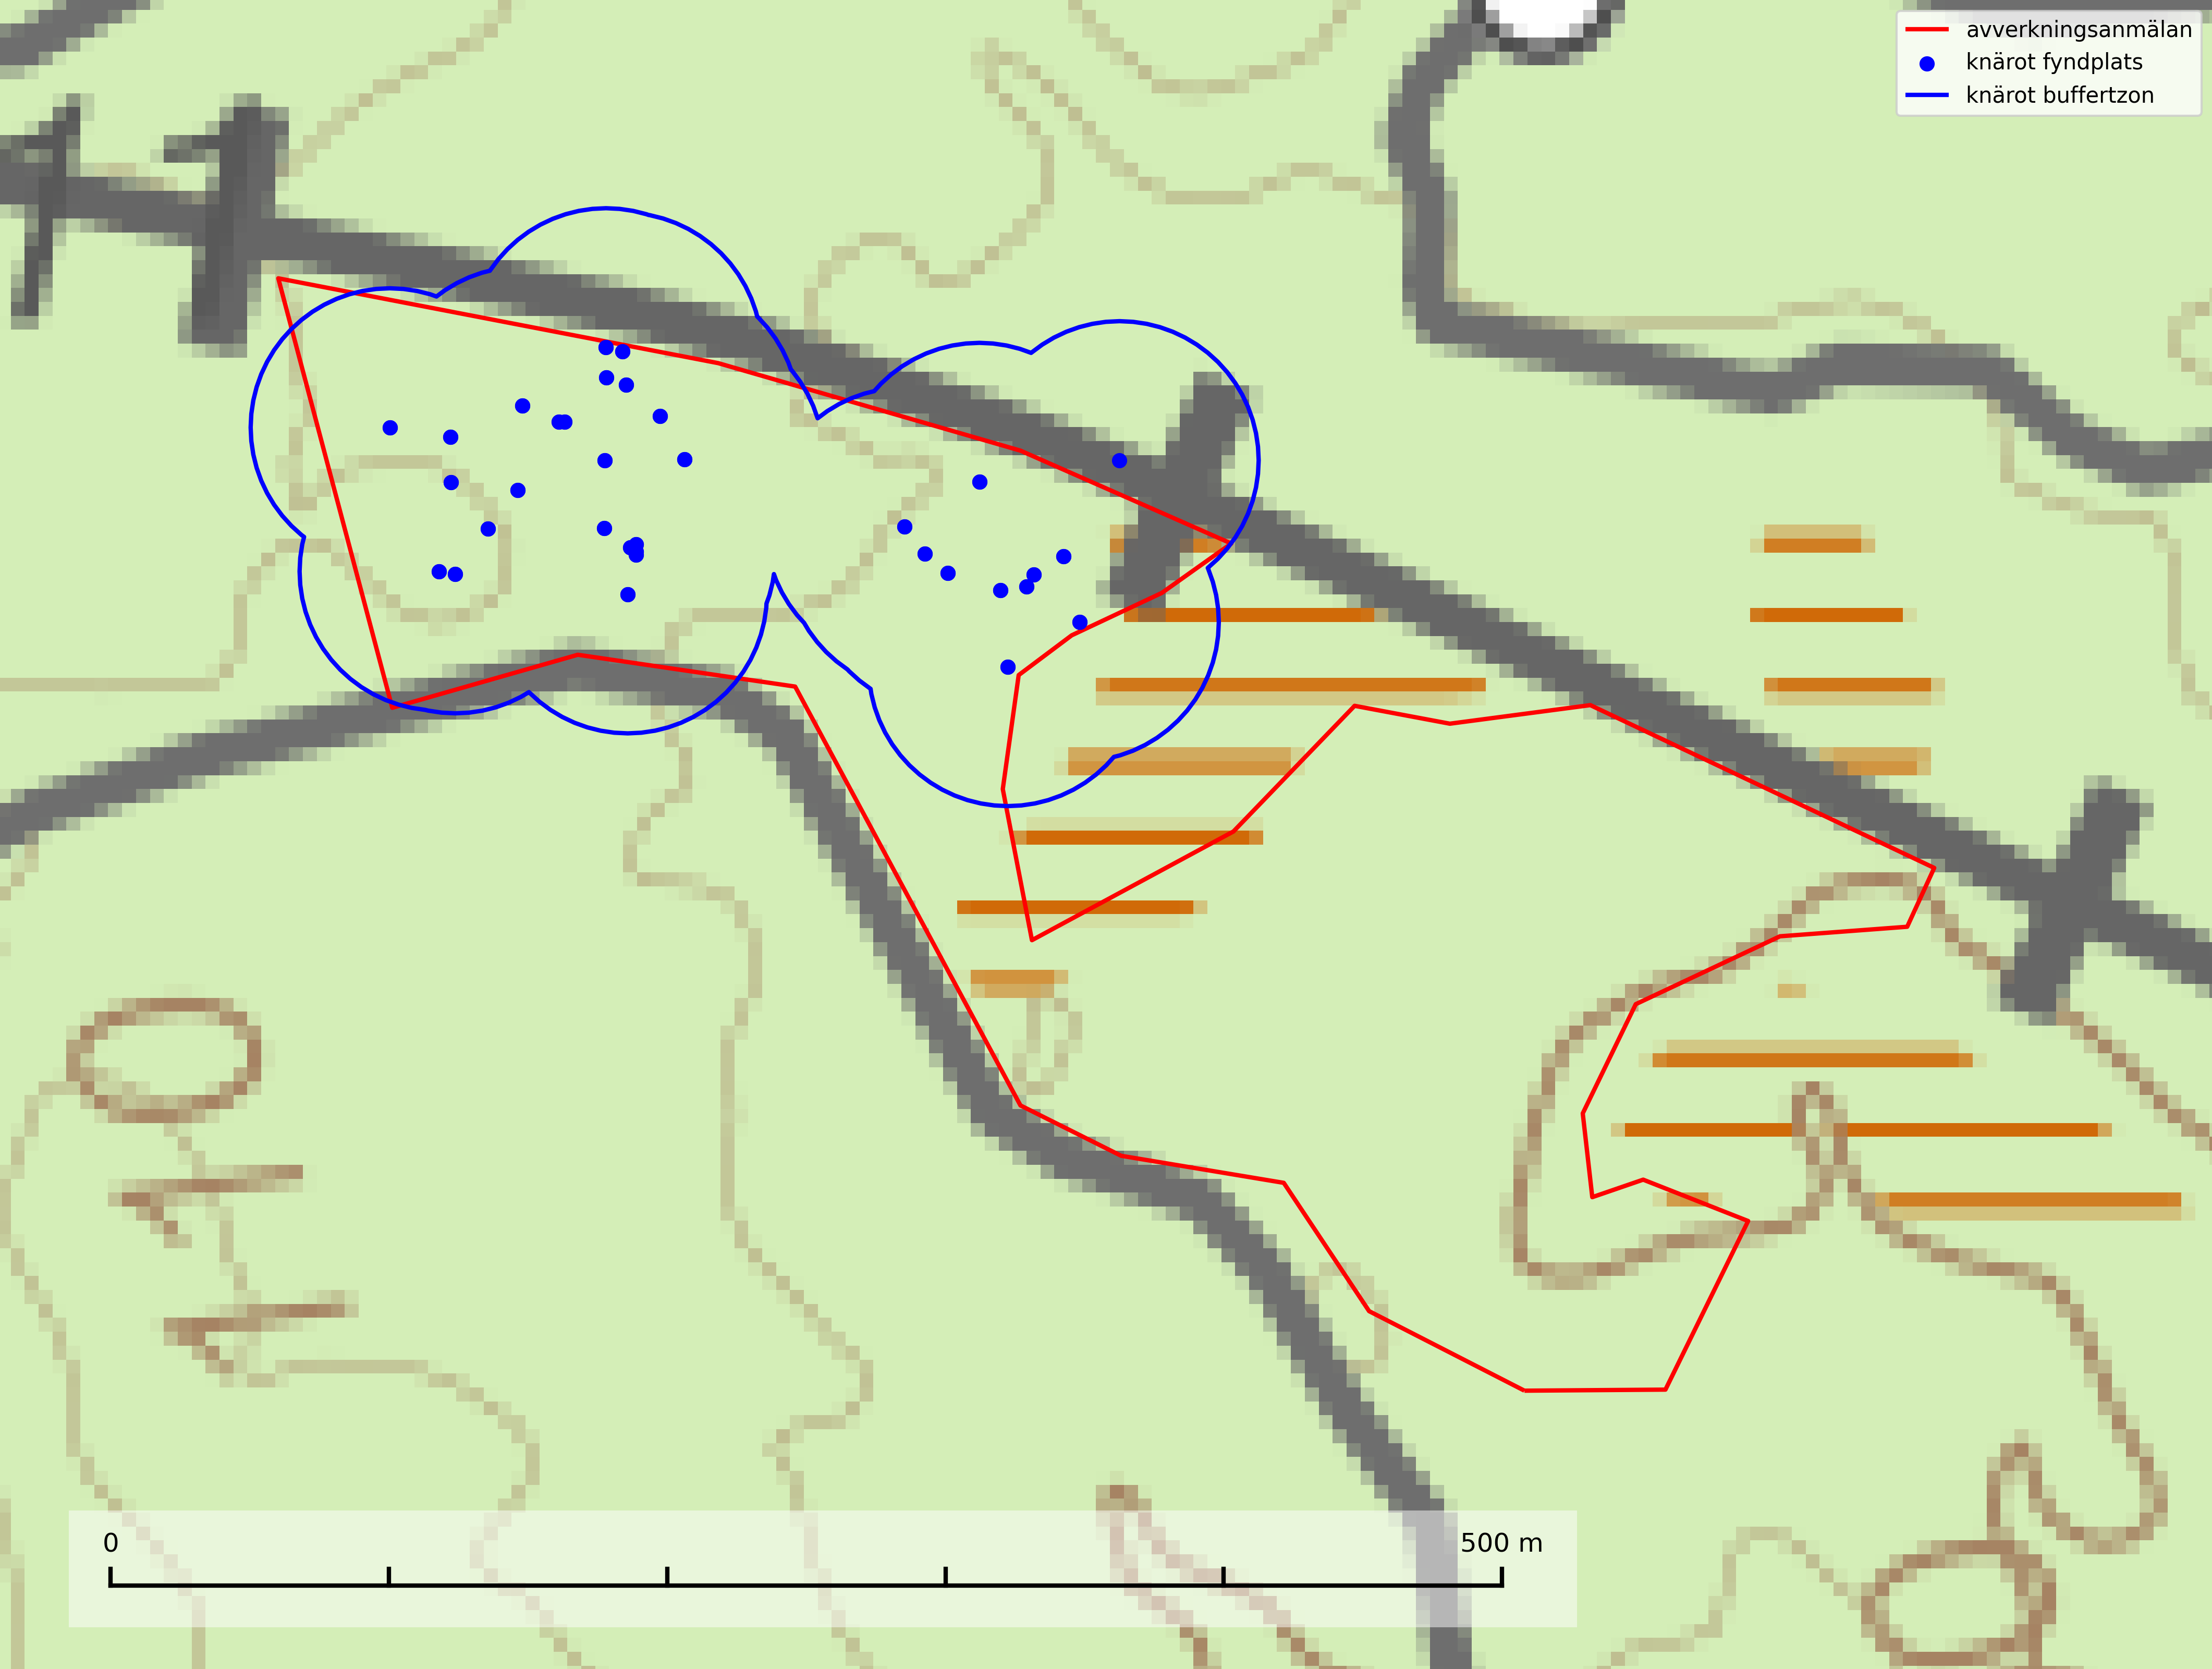 avverkningsanmälan
knärot fyndplats
knärot buffertzon
0 500 m